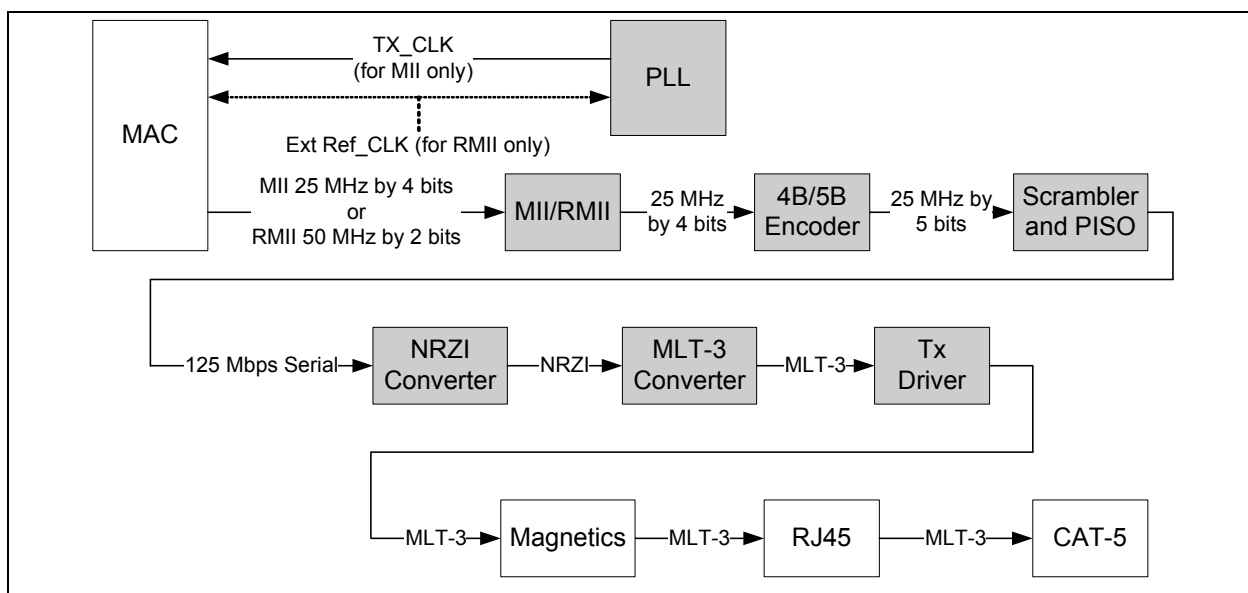 TX_CLK
(for MII only)
PLL
MAC
Ext Ref_CLK (for RMII only)
MII 25 MHz by 4 bits
or
RMII 50 MHz by 2 bits
MII/RMII
25 MHz
by 4 bits
4B/5B
Encoder
25 MHz by
5 bits
Scrambler
and PISO
125 Mbps Serial
NRZI
Converter
NRZI
MLT-3
Converter
MLT-3
Tx
Driver
MLT-3
Magnetics
MLT-3
RJ45
MLT-3
CAT-5